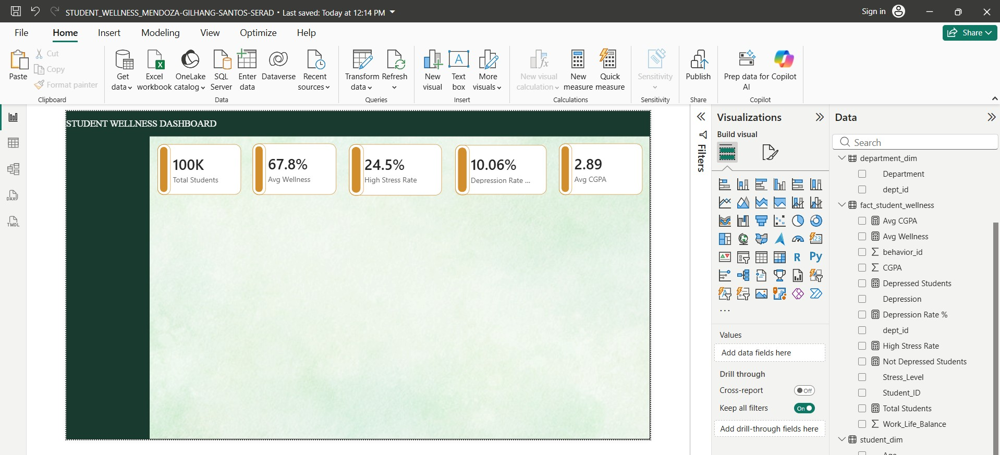 STUDENT_WELLNESS_MENDOZA-GILHANG-SANTOS-SERAD • Last saved: Today at 12:14 PM
Sign in
File
Home
Insert
Modeling
View
Optimize
Help
Share
Paste
Cut
Copy
Format painter
Clipboard
Get data
Excel workbook
OneLake catalog
SQL Server
Enter data
Dataverse
Recent sources
Data
Transform data
Refresh
Queries
New visual
Text box
More visuals
Insert
New visual calculation
New measure
Quick measure
Calculations
Sensitivity
Sensitivity
Publish
Share
Prep data for AI
Copilot
Copilot
DAX
TMDL
STUDENT WELLNESS DASHBOARD
100K
Total Students
67.8%
Avg Wellness
24.5%
High Stress Rate
10.06%
Depression Rate ...
2.89
Avg CGPA
Filters
Visualizations
Build visual
123
R
Py
...
Values
Add data fields here
Drill through
Cross-report
Off
Keep all filters
On
Add drill-through fields here
Data
Search
department_dim
Department
dept_id
fact_student_wellness
Avg CGPA
Avg Wellness
behavior_id
CGPA
Depressed Students
Depression
Depression Rate %
dept_id
High Stress Rate
Not Depressed Students
Stress_Level
Student_ID
Total Students
Work_Life_Balance
student_dim